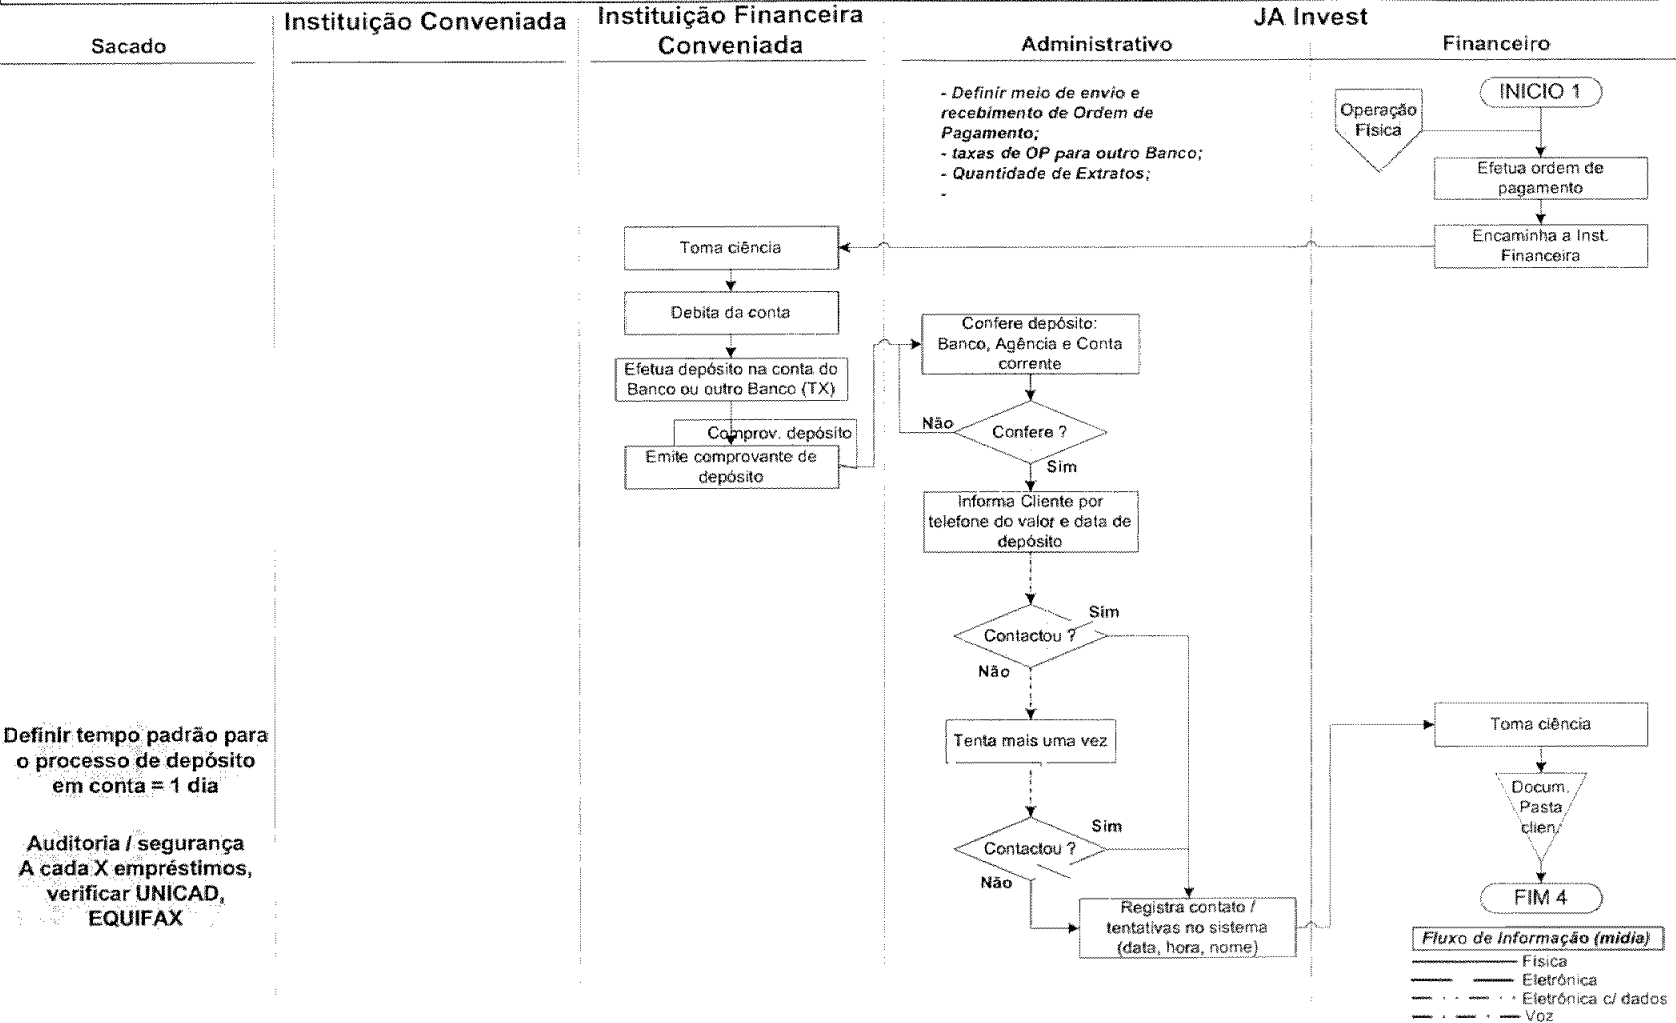 Sacado
Instituição Conveniada
Instituição Financeira
Conveniada
JA Invest
Administrativo
Financeiro
- Definir meio de envio e
recebimento de Ordem de
Pagamento;
- taxas de OP para outro Banco;
- Quantidade de Extratos;
-
Operação
Física
INICIO 1
Efetua ordem de
pagamento
Encaminha a Inst.
Financeira
Toma ciência
Debita da conta
Efetua depósito na conta do
Banco ou outro Banco (TX)
Comprov. depósito
Emite comprovante de
depósito
Confere depósito:
Banco, Agência e Conta
corrente
Confere ?
Não
Sim
Informa Cliente por
telefone do valor e data de
depósito
Contactou ?
Sim
Não
Tenta mais uma vez
Contactou ?
Sim
Não
Registra contato /
tentativas no sistema
(data, hora, nome)
Toma ciência
Docum.
Pasta
clien.
FIM 4
Definir tempo padrão para
o processo de depósito
em conta = 1 dia
Auditoria / segurança
A cada X empréstimos,
verificar UNICAD,
EQUIFAX
Fluxo de Informação (midia)
Física
Eletrônica
Eletrônica c/ dados
Voz